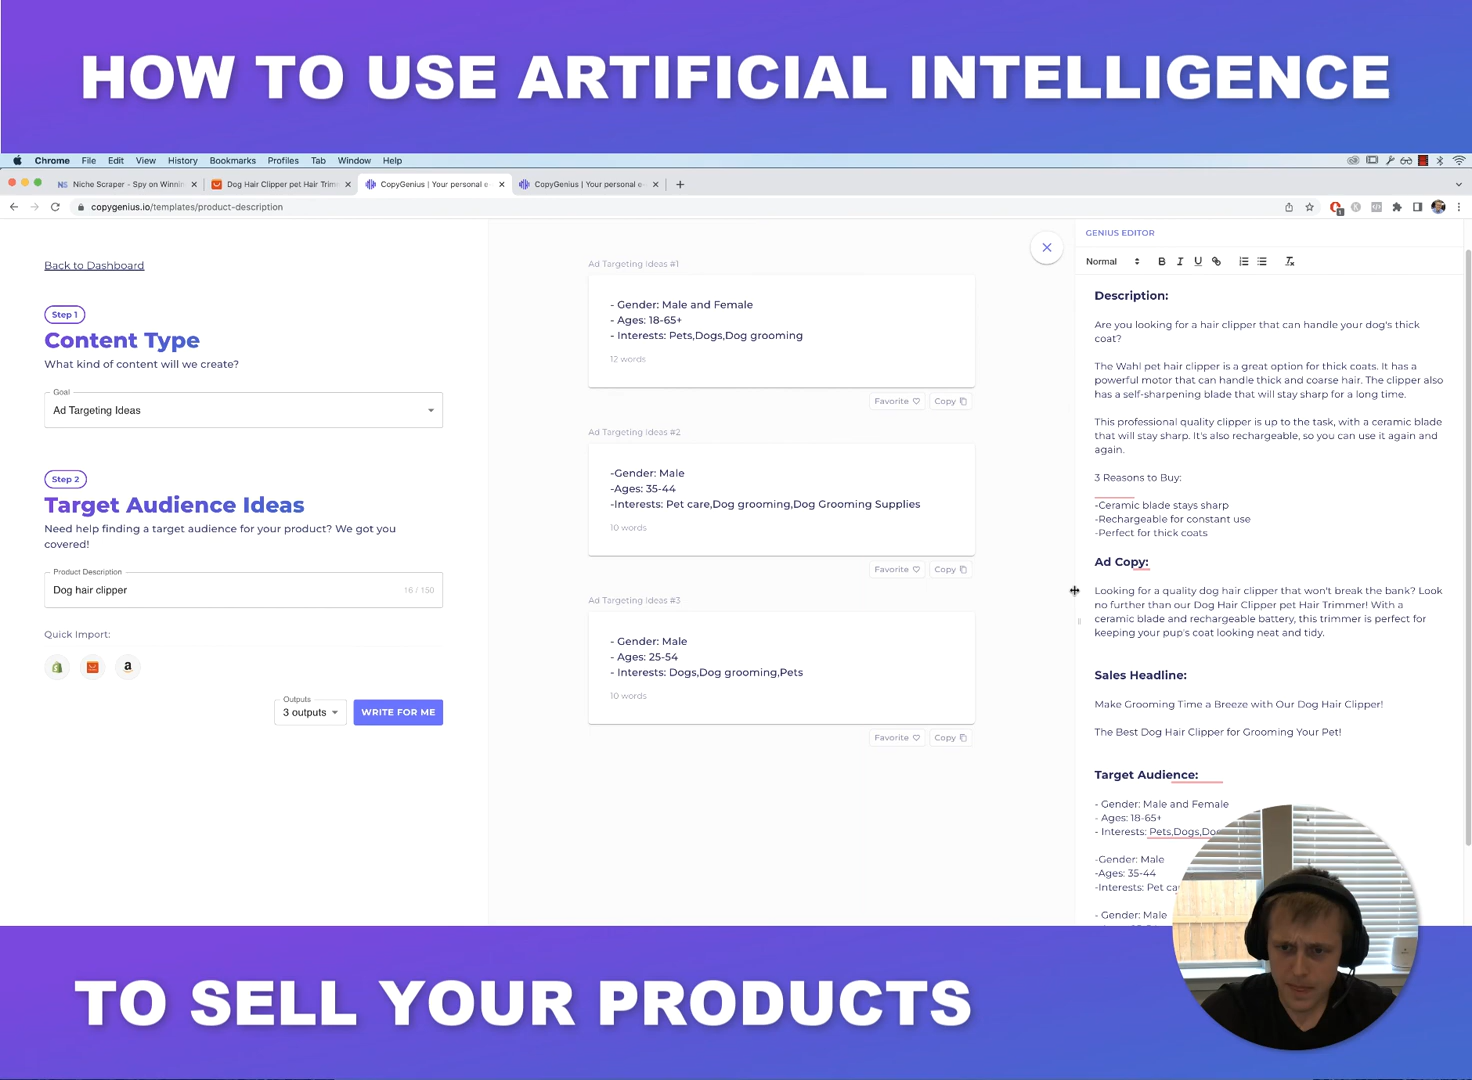 HOW TO USE ARTIFICIAL INTELLIGENCE
Chrome File Edit View History Bookmarks Profiles Tab Window Help
Niche Scraper - Spy on Winnin
Dog Hair Clipper pet Hair Trim
CopyGenius | Your personal e
CopyGenius | Your personal e
copygenius.io/templates/product-description
Back to Dashboard
Step 1
Content Type
What kind of content will we create?
Goal
Ad Targeting Ideas
Step 2
Target Audience Ideas
Need help finding a target audience for your product? We got you
covered!
Product Description
Dog hair clipper
16 / 150
Quick Import:
Outputs
3 outputs
WRITE FOR ME
Ad Targeting Ideas #1
- Gender: Male and Female
- Ages: 18-65+
- Interests: Pets,Dogs,Dog grooming
12 words
Favorite
Copy
Ad Targeting Ideas #2
-Gender: Male
-Ages: 35-44
-Interests: Pet care,Dog grooming,Dog Grooming Supplies
10 words
Favorite
Copy
Ad Targeting Ideas #3
- Gender: Male
- Ages: 25-54
- Interests: Dogs,Dog grooming,Pets
10 words
Favorite
Copy
GENIUS EDITOR
Normal
Description:
Are you looking for a hair clipper that can handle your dog's thick
coat?
The Wahl pet hair clipper is a great option for thick coats. It has a
powerful motor that can handle thick and coarse hair. The clipper also
has a self-sharpening blade that will stay sharp for a long time.
This professional quality clipper is up to the task, with a ceramic blade
that will stay sharp. It's also rechargeable, so you can use it again and
again.
3 Reasons to Buy:
-Ceramic blade stays sharp
-Rechargeable for constant use
-Perfect for thick coats
Ad Copy:
Looking for a quality dog hair clipper that won't break the bank? Look
no further than our Dog Hair Clipper pet Hair Trimmer! With a
ceramic blade and rechargeable battery, this trimmer is perfect for
keeping your pup's coat looking neat and tidy.
Sales Headline:
Make Grooming Time a Breeze with Our Dog Hair Clipper!
The Best Dog Hair Clipper for Grooming Your Pet!
Target Audience:
- Gender: Male and Female
- Ages: 18-65+
- Interests: Pets,Dogs,Do
-Gender: Male
-Ages: 35-44
-Interests: Pet ca
- Gender: Male
TO SELL YOUR PRODUCTS